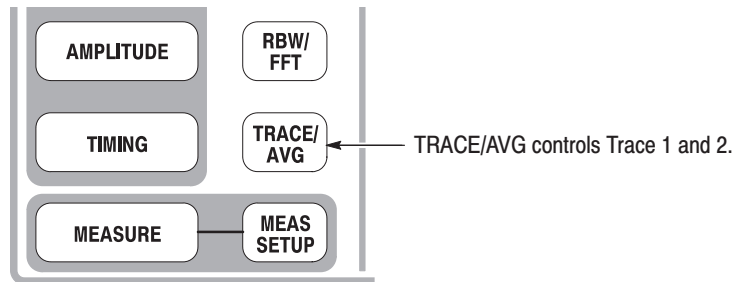 AMPLITUDE
RBW/
FFT
TIMING
TRACE/
AVG
TRACE/AVG controls Trace 1 and 2.
MEASURE
MEAS
SETUP